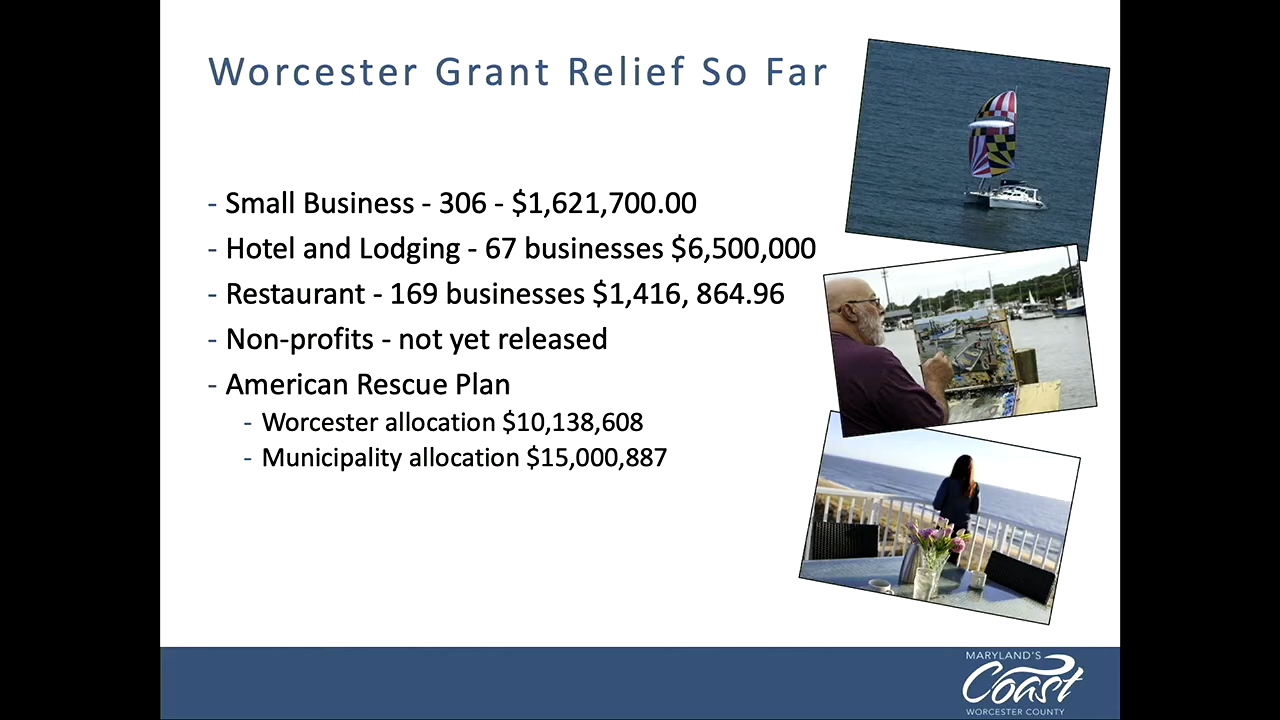 Worcester Grant Relief So Far
- Small Business - 306 - $1,621,700.00
- Hotel and Lodging - 67 businesses $6,500,000
- Restaurant - 169 businesses $1,416, 864.96
- Non-profits - not yet released
- American Rescue Plan
- Worcester allocation $10,138,608
- Municipality allocation $15,000,887
MARYLAND'S
Coast
WORCESTER COUNTY